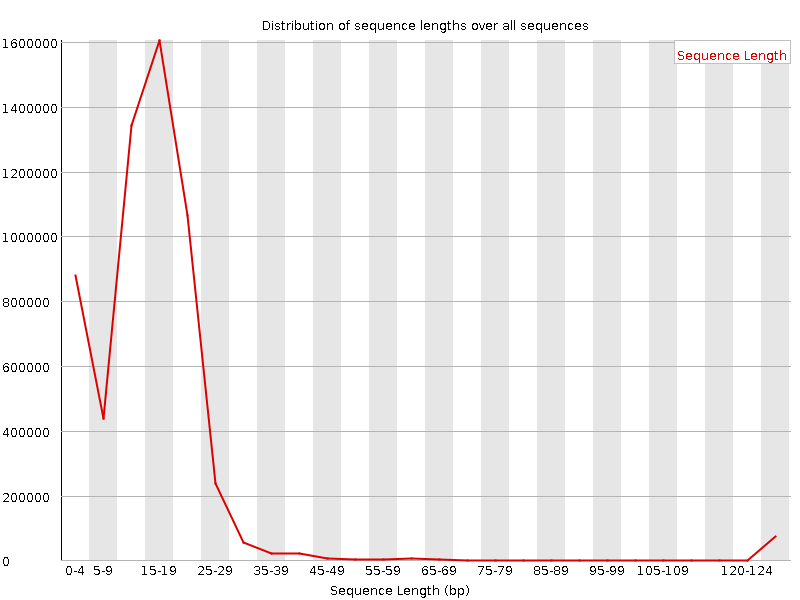 Distribution of sequence lengths over all sequences
Sequence Length
1600000
1400000
1200000
1000000
800000
600000
400000
200000
0
0-4 5-9 15-19 25-29 35-39 45-49 55-59 65-69 75-79 85-89 95-99 105-109 120-124
Sequence Length (bp)